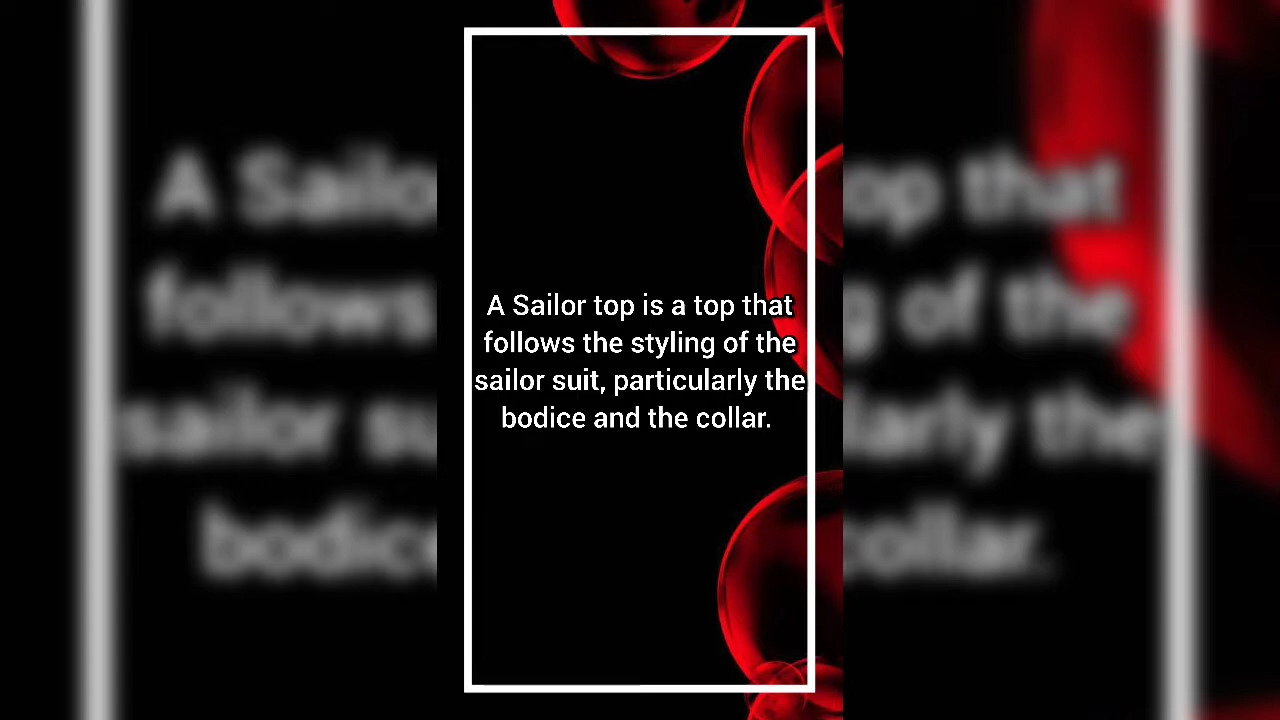 A Sailor top is a top that
follows the styling of the
sailor suit, particularly the
bodice and the collar.